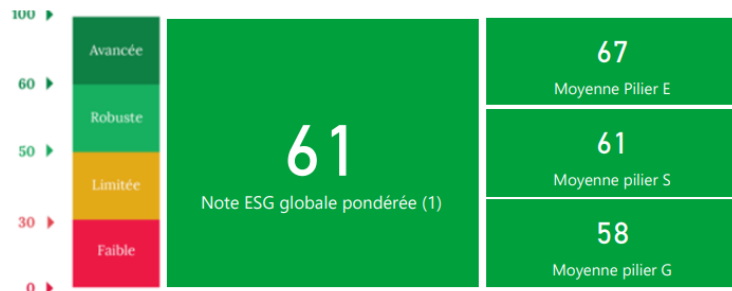 100
Avancée
60
Robuste
50
Limitée
30
Faible
0
61
Note ESG globale pondérée (1)
67
Moyenne Pilier E
61
Moyenne pilier S
58
Moyenne pilier G